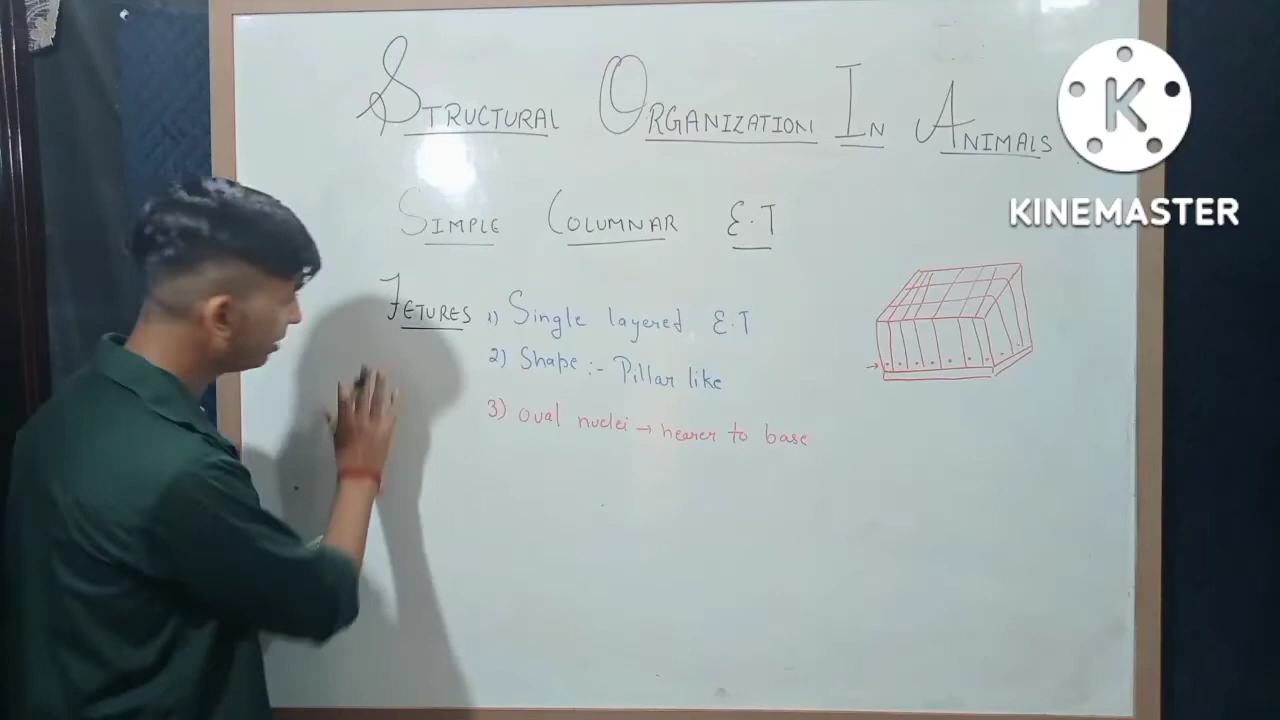 STRUCTURAL ORGANIZATION IN ANIMALS
SIMPLE COLUMNAR E.T
FETURES 1) Single layered E.T
2) Shape :- Pillar like
3) oval nuclei → nearer to base
K
KINEMASTER